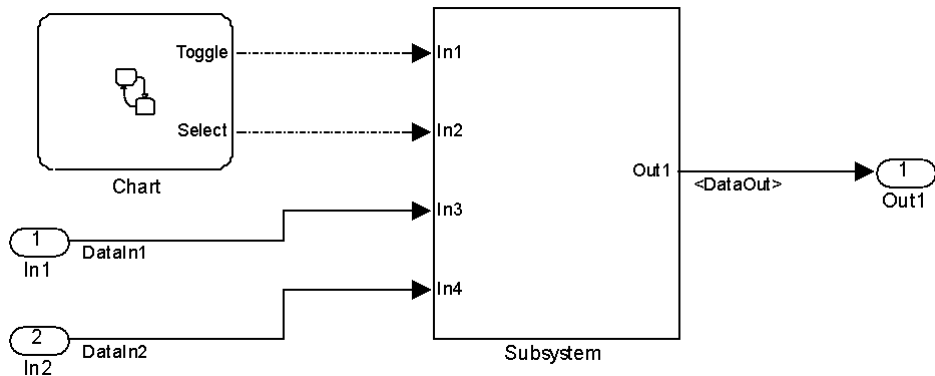 Toggle
In1
Select
In2
Chart
Out1
<DataOut>
1
Out1
In3
1
DataIn1
In1
In4
2
DataIn2
In2
Subsystem